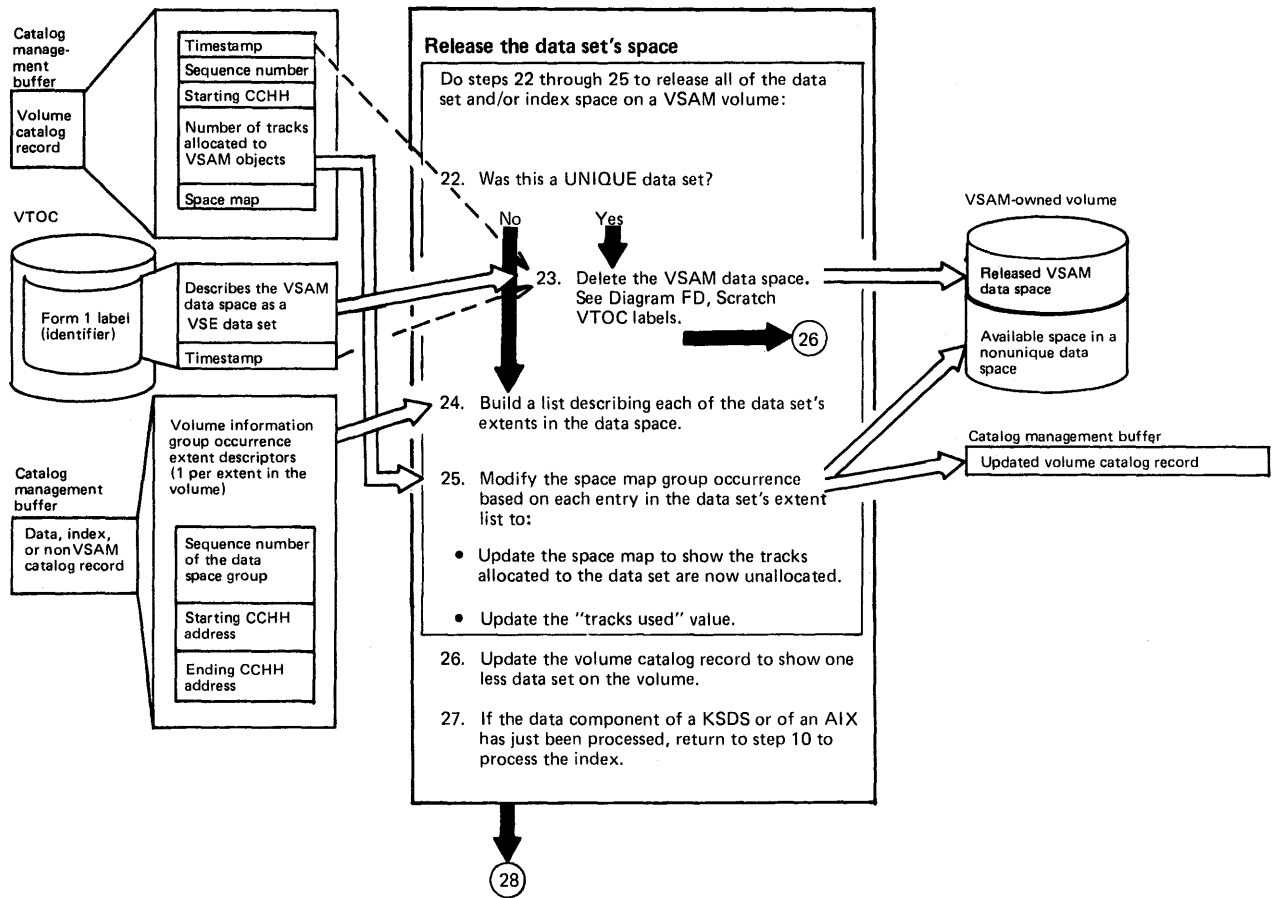 Catalog
manage-
ment
buffer
Volume
catalog
record
Timestamp
Sequence number
Starting CCHH
Number of tracks
allocated to
VSAM objects
Space map
VTOC
Form 1 label
(identifier)
Describes the VSAM
data space as a
VSE data set
Timestamp
Catalog
management
buffer
Data, index,
or nonVSAM
catalog record
Volume information
group occurrence
extent descriptors
(1 per extent in the
volume)
Sequence number
of the data
space group
Starting CCHH
address
Ending CCHH
address
Release the data set's space
Do steps 22 through 25 to release all of the data
set and/or index space on a VSAM volume:
22. Was this a UNIQUE data set?
No Yes
23. Delete the VSAM data space.
See Diagram FD, Scratch
VTOC labels.
26
24. Build a list describing each of the data set's
extents in the data space.
25. Modify the space map group occurrence
based on each entry in the data set's extent
list to:
• Update the space map to show the tracks
allocated to the data set are now unallocated.
• Update the "tracks used" value.
26. Update the volume catalog record to show one
less data set on the volume.
27. If the data component of a KSDS or of an AIX
has just been processed, return to step 10 to
process the index.
28
VSAM-owned volume
Released VSAM
data space
Available space in a
nonunique data
space
Catalog management buffer
Updated volume catalog record